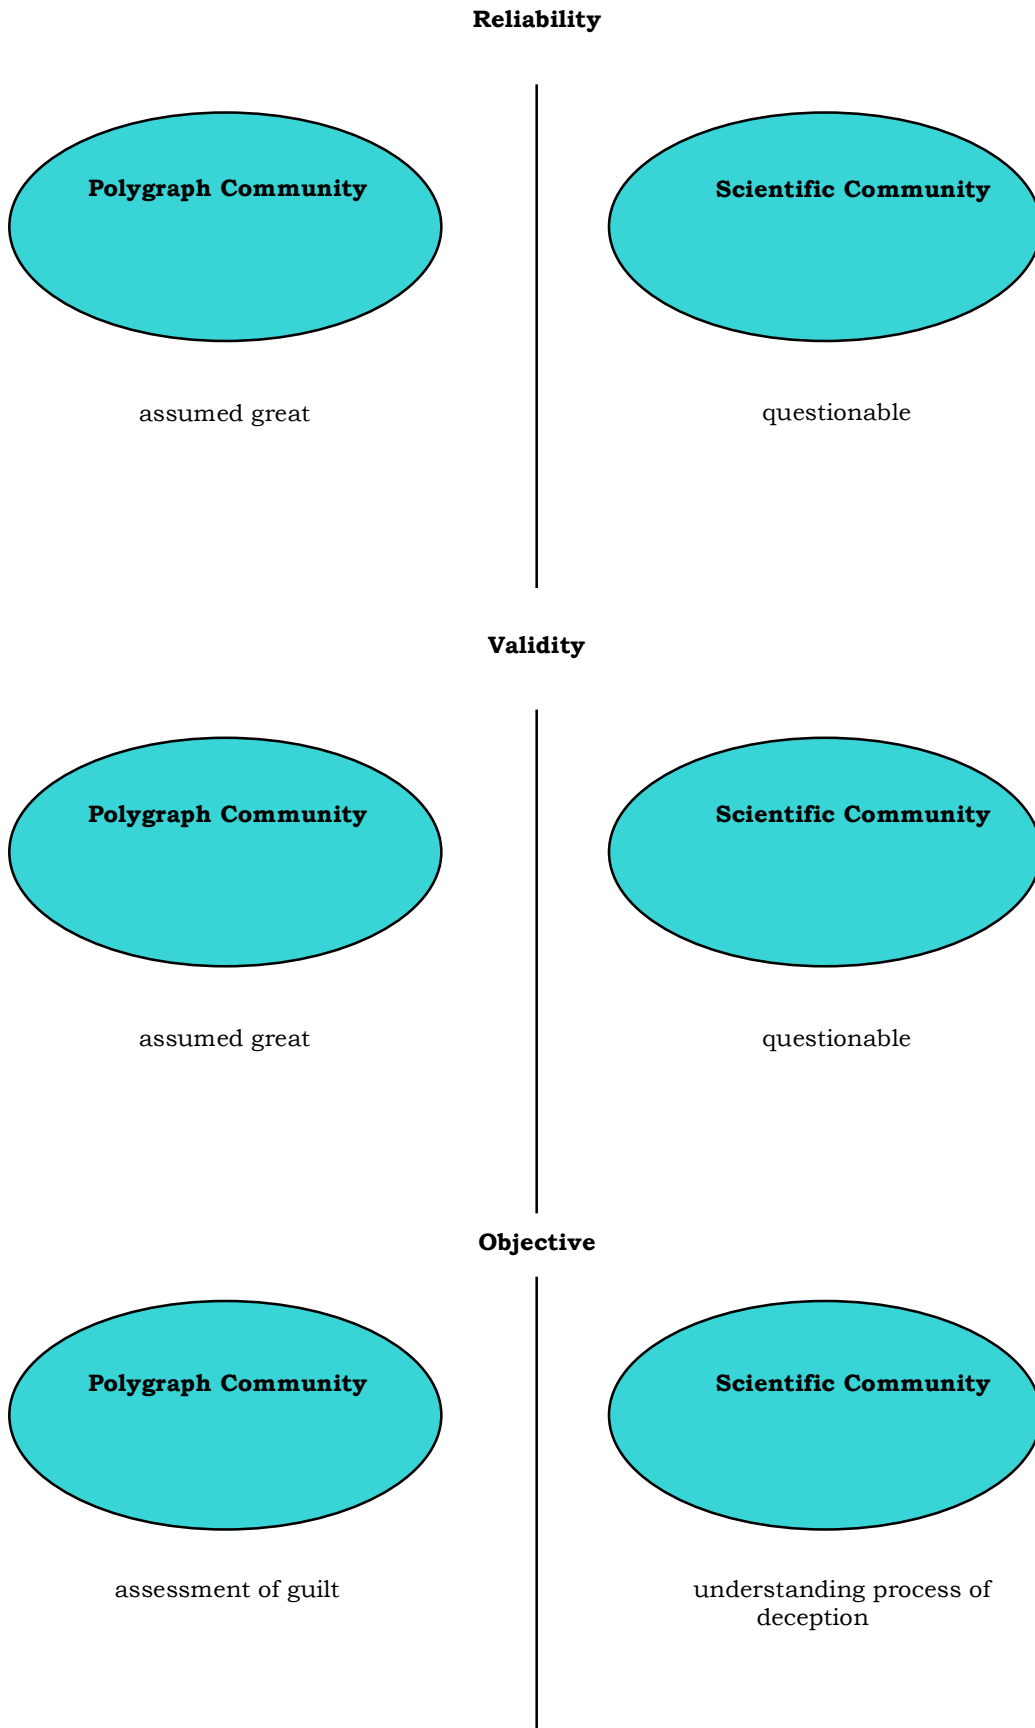 Reliability
Polygraph Community
Scientific Community
assumed great
questionable
Validity
Polygraph Community
Scientific Community
assumed great
questionable
Objective
Polygraph Community
Scientific Community
assessment of guilt
understanding process of
deception